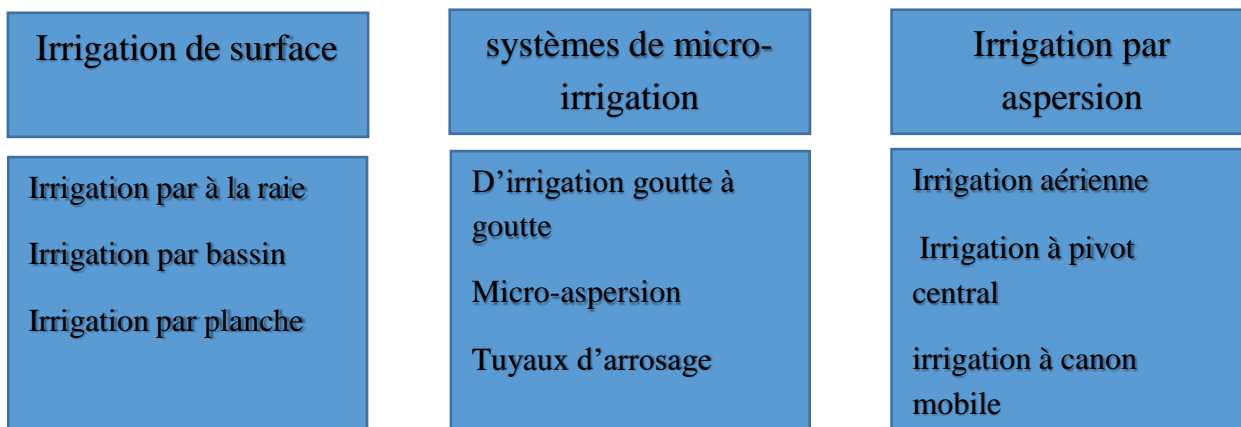 Irrigation de surface
systèmes de micro-
irrigation
Irrigation par
aspersion
Irrigation par à la raie
Irrigation par bassin
Irrigation par planche
D’irrigation goutte à
goutte
Micro-aspersion
Tuyaux d’arrosage
Irrigation aérienne
Irrigation à pivot
central
irrigation à canon
mobile